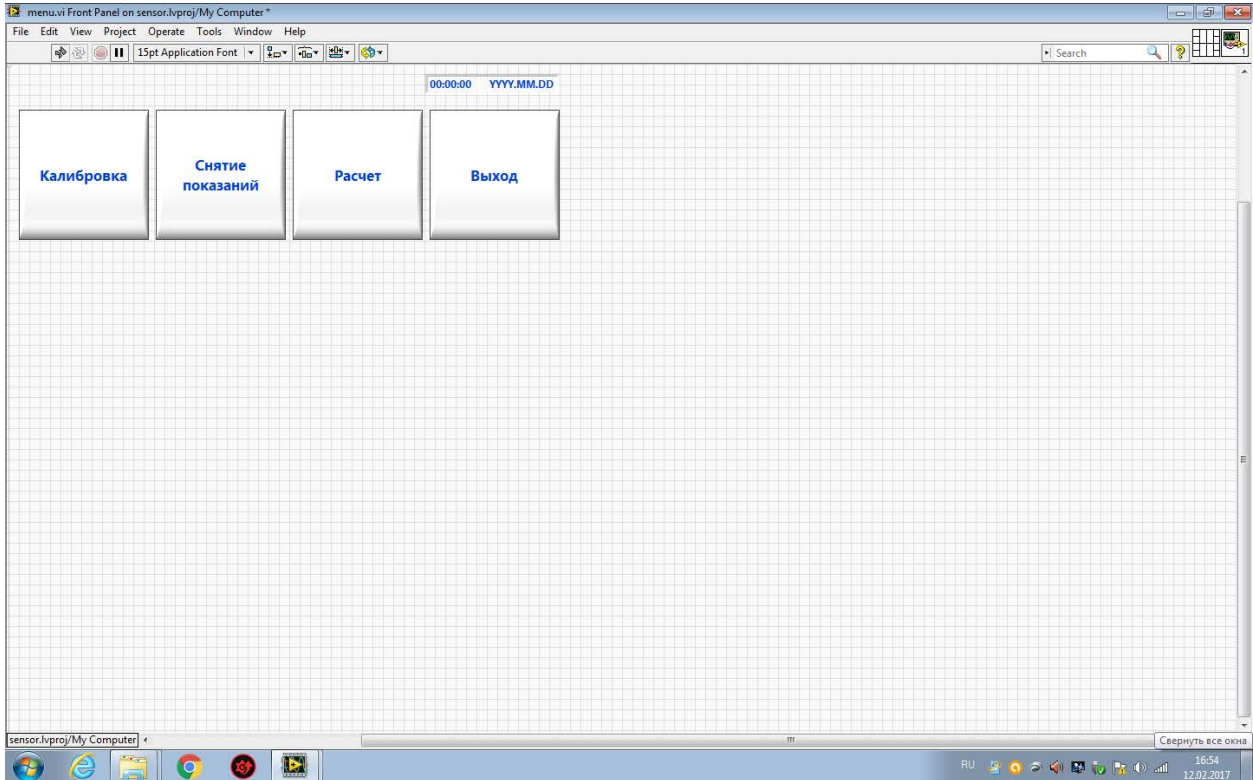 menu.vi Front Panel on sensor.lvproj/My Computer *
File Edit View Project Operate Tools Window Help
15pt Application Font
Search
1
00:00:00 YYYY.MM.DD
Калибровка
Снятие
показаний
Расчет
Выход
sensor.lvproj/My Computer
Свернуть все окна
RU
16:54
12.02.2017